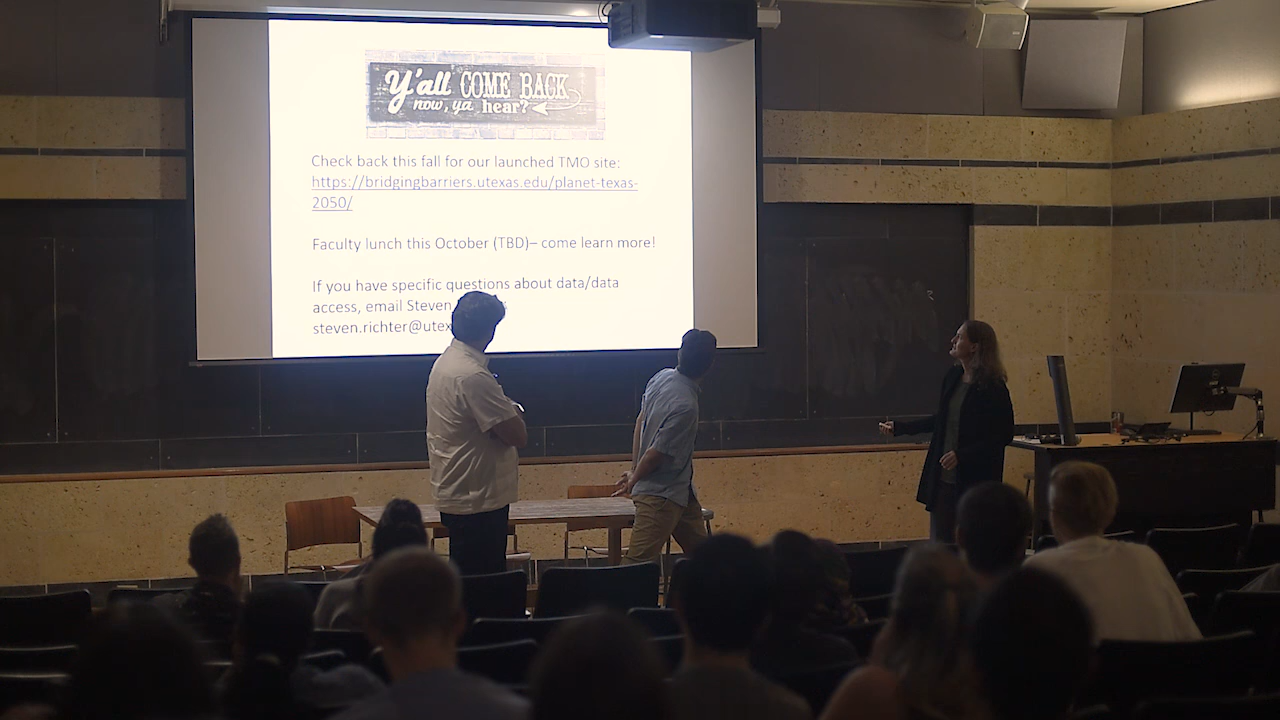 Y'all COME BACK
now, ya hear?
Check back this fall for our launched TMO site:
https://bridgingbarriers.utexas.edu/planet-texas-
2050/
Faculty lunch this October (TBD)– come learn more!
If you have specific questions about data/data
access, email Steven
steven.richter@utex